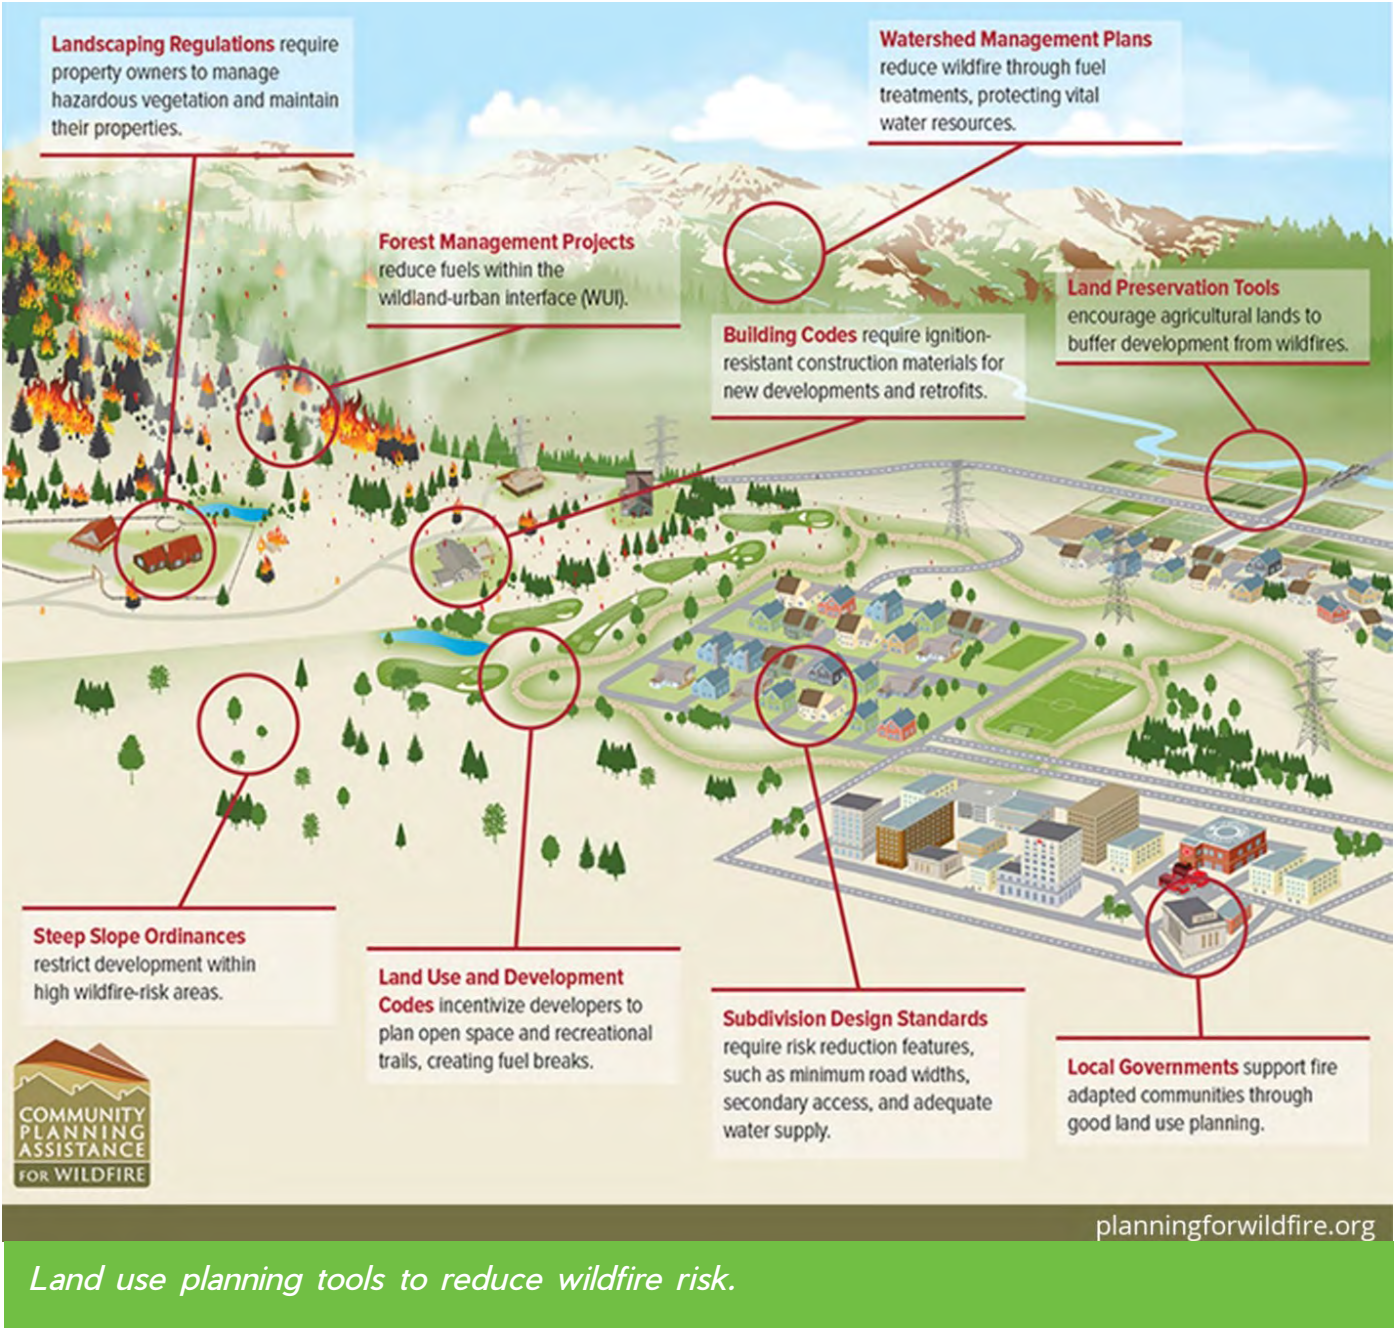 Landscaping Regulations require
property owners to manage
hazardous vegetation and maintain
their properties.
Watershed Management Plans
reduce wildfire through fuel
treatments, protecting vital
water resources.
Forest Management Projects
reduce fuels within the
wildland-urban interface (WUI).
Land Preservation Tools
encourage agricultural lands to
buffer development from wildfires.
Building Codes require ignition-
resistant construction materials for
new developments and retrofits.
Steep Slope Ordinances
restrict development within
high wildfire-risk areas.
Land Use and Development
Codes incentivize developers to
plan open space and recreational
trails, creating fuel breaks.
Subdivision Design Standards
require risk reduction features,
such as minimum road widths,
secondary access, and adequate
water supply.
Local Governments support fire
adapted communities through
good land use planning.
COMMUNITY
PLANNING
ASSISTANCE
FOR WILDFIRE
planningforwildfire.org
Land use planning tools to reduce wildfire risk.